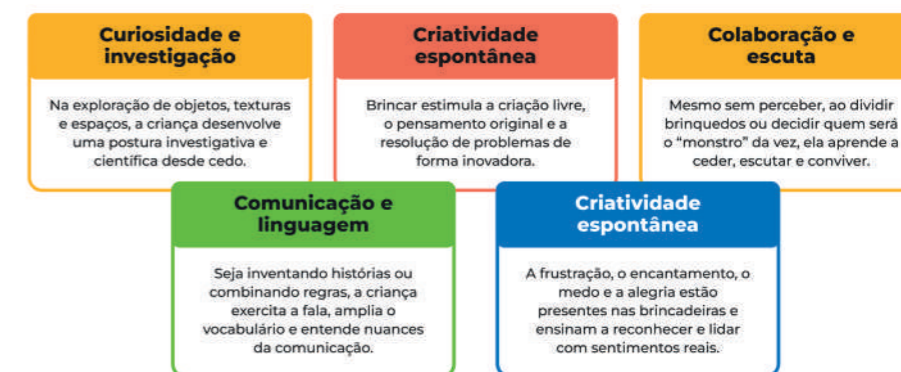 Curiosidade e
investigação
Na exploração de objetos, texturas
e espaços, a criança desenvolve
uma postura investigativa e
científica desde cedo.
Criatividade
espontânea
Brincar estimula a criação livre,
o pensamento original e a
resolução de problemas de
forma inovadora.
Colaboração e
escuta
Mesmo sem perceber, ao dividir
brinquedos ou decidir quem será
o “monstro” da vez, ela aprende a
ceder, escutar e conviver.
Comunicação e
linguagem
Seja inventando histórias ou
combinando regras, a criança
exercita a fala, amplia o
vocabulário e entende nuances
da comunicação.
Criatividade
espontânea
A frustração, o encantamento, o
medo e a alegria estão
presentes nas brincadeiras e
ensinam a reconhecer e lidar
com sentimentos reais.